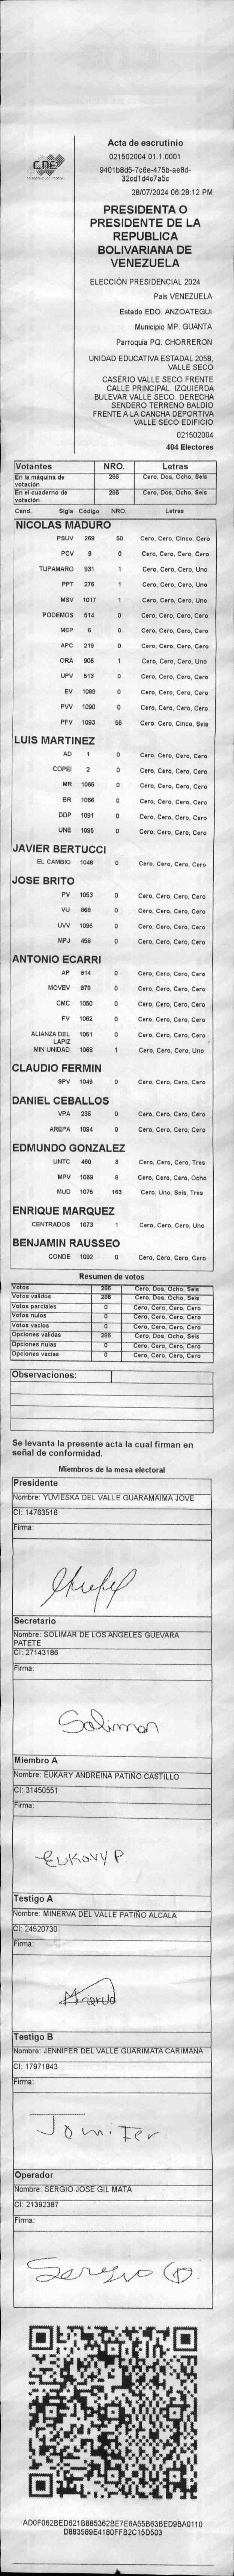 CNE
Acta de escrutinio
021502004.01.1.0001
9401b8d5-7c6e-475b-ae8d-
32cd1d4c7a5c
28/07/2024 06:28:12 PM
PRESIDENTA O
PRESIDENTE DE LA
REPUBLICA
BOLIVARIANA DE
VENEZUELA
ELECCIÓN PRESIDENCIAL 2024
País VENEZUELA
Estado EDO. ANZOATEGUI
Municipio MP. GUANTA
Parroquia PQ. CHORRERON
UNIDAD EDUCATIVA ESTADAL 2058,
VALLE SECO
CASERIO VALLE SECO FRENTE
CALLE PRINCIPAL. IZQUIERDA
BULEVAR VALLE SECO. DERECHA
SENDERO TERRENO BALDIO
FRENTE A LA CANCHA DEPORTIVA
VALLE SECO EDIFICIO
021502004
404 Electores
Votantes NRO. Letras
En la máquina de votación 286 Cero, Dos, Ocho, Seis
En el cuaderno de votación 286 Cero, Dos, Ocho, Seis
Cand. Sigla Código NRO. Letras
NICOLAS MADURO
PSUV 269 50 Cero, Cero, Cinco, Cero
PCV 9 0 Cero, Cero, Cero, Cero
TUPAMARO 931 1 Cero, Cero, Cero, Uno
PPT 276 1 Cero, Cero, Cero, Uno
MSV 1017 1 Cero, Cero, Cero, Uno
PODEMOS 514 0 Cero, Cero, Cero, Cero
MEP 6 0 Cero, Cero, Cero, Cero
APC 219 0 Cero, Cero, Cero, Cero
ORA 906 1 Cero, Cero, Cero, Uno
UPV 513 0 Cero, Cero, Cero, Cero
EV 1089 0 Cero, Cero, Cero, Cero
PVV 1090 0 Cero, Cero, Cero, Cero
PFV 1093 56 Cero, Cero, Cinco, Seis
LUIS MARTINEZ
AD 1 0 Cero, Cero, Cero, Cero
COPEI 2 0 Cero, Cero, Cero, Cero
MR 1065 0 Cero, Cero, Cero, Cero
BR 1066 0 Cero, Cero, Cero, Cero
DDP 1091 0 Cero, Cero, Cero, Cero
UNE 1095 0 Cero, Cero, Cero, Cero
JAVIER BERTUCCI
EL CAMBIO 1048 0 Cero, Cero, Cero, Cero
JOSE BRITO
PV 1053 0 Cero, Cero, Cero, Cero
VU 868 0 Cero, Cero, Cero, Cero
UVV 1096 0 Cero, Cero, Cero, Cero
MPJ 458 0 Cero, Cero, Cero, Cero
ANTONIO ECARRI
AP 814 0 Cero, Cero, Cero, Cero
MOVEV 878 0 Cero, Cero, Cero, Cero
CMC 1050 0 Cero, Cero, Cero, Cero
FV 1062 0 Cero, Cero, Cero, Cero
ALIANZA DEL LAPIZ 1051 0 Cero, Cero, Cero, Cero
MIN UNIDAD 1068 1 Cero, Cero, Cero, Uno
CLAUDIO FERMIN
SPV 1049 0 Cero, Cero, Cero, Cero
DANIEL CEBALLOS
VPA 236 0 Cero, Cero, Cero, Cero
AREPA 1094 0 Cero, Cero, Cero, Cero
EDMUNDO GONZALEZ
UNTC 460 3 Cero, Cero, Cero, Tres
MPV 1069 8 Cero, Cero, Cero, Ocho
MUD 1075 163 Cero, Uno, Seis, Tres
ENRIQUE MARQUEZ
CENTRADOS 1073 1 Cero, Cero, Cero, Uno
BENJAMIN RAUSSEO
CONDE 1092 0 Cero, Cero, Cero, Cero
Resumen de votos
Votos 286 Cero, Dos, Ocho, Seis
Votos validos 286 Cero, Dos, Ocho, Seis
Votos parciales 0 Cero, Cero, Cero, Cero
Votos nulos 0 Cero, Cero, Cero, Cero
Votos vacios 0 Cero, Cero, Cero, Cero
Opciones validas 286 Cero, Dos, Ocho, Seis
Opciones nulas 0 Cero, Cero, Cero, Cero
Opciones vacias 0 Cero, Cero, Cero, Cero
Observaciones:
Se levanta la presente acta la cual firman en
señal de conformidad.
Miembros de la mesa electoral
Presidente
Nombre: YUVIESKA DEL VALLE GUARAMAIMA JOVE
CI: 14763516
Firma:
Secretario
Nombre: SOLIMAR DE LOS ANGELES GUEVARA
PATETE
CI: 27143186
Firma:
Solimar
Miembro A
Nombre: EUKARY ANDREINA PATIÑO CASTILLO
CI: 31450551
Firma:
EUKARY P
Testigo A
Nombre: MINERVA DEL VALLE PATIÑO ALCALA
CI: 24520730
Firma:
Testigo B
Nombre: JENNIFER DEL VALLE GUARIMATA CARIMANA
CI: 17971843
Firma:
Operador
Nombre: SERGIO JOSE GIL MATA
CI: 21392387
Firma:
Sergio G
AD0F062BED621B885362BE7E6A55B63BED9BA0110
D883589E4180FFB2C15D503